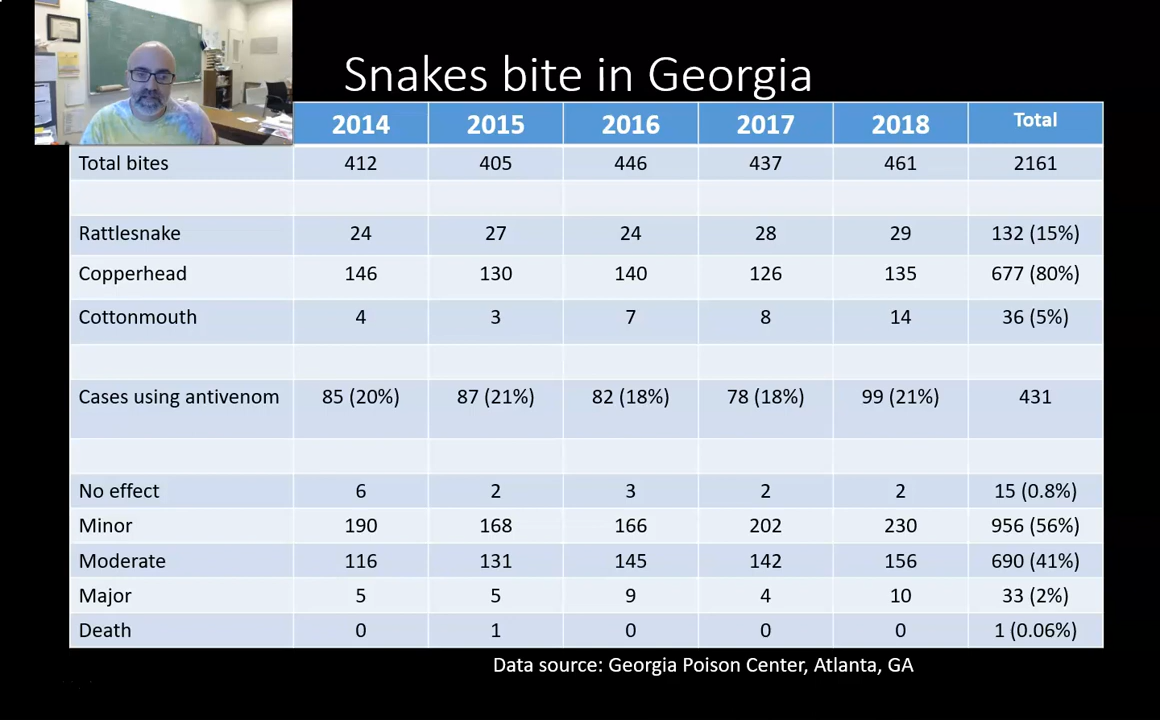 Snakes bite in Georgia
2014 2015 2016 2017 2018 Total
Total bites 412 405 446 437 461 2161
Rattlesnake 24 27 24 28 29 132 (15%)
Copperhead 146 130 140 126 135 677 (80%)
Cottonmouth 4 3 7 8 14 36 (5%)
Cases using antivenom 85 (20%) 87 (21%) 82 (18%) 78 (18%) 99 (21%) 431
No effect 6 2 3 2 2 15 (0.8%)
Minor 190 168 166 202 230 956 (56%)
Moderate 116 131 145 142 156 690 (41%)
Major 5 5 9 4 10 33 (2%)
Death 0 1 0 0 0 1 (0.06%)
Data source: Georgia Poison Center, Atlanta, GA